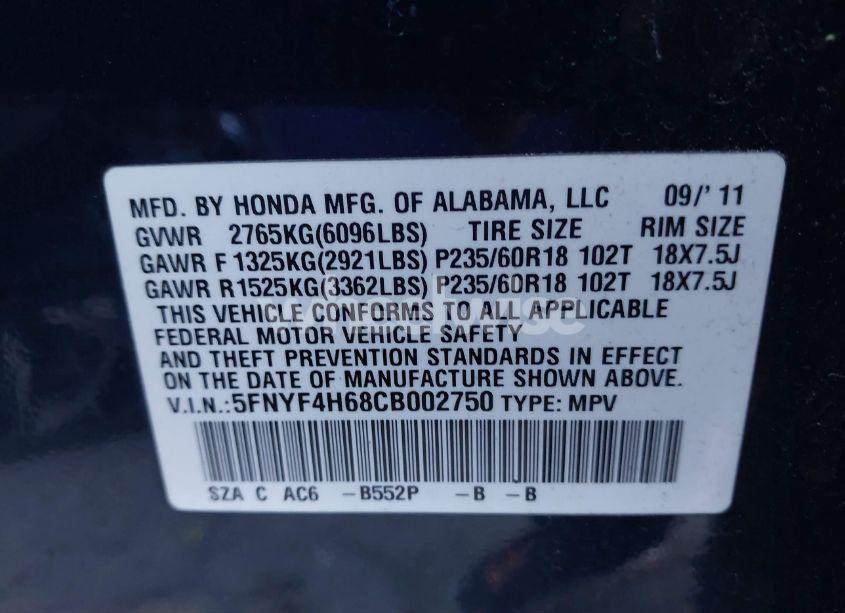 MFD. BY HONDA MFG. OF ALABAMA, LLC 09/' 11
GVWR 2765KG(6096LBS) TIRE SIZE RIM SIZE
GAWR F 1325KG(2921LBS) P235/60R18 102T 18X7.5J
GAWR R1525KG(3362LBS) P235/60R18 102T 18X7.5J
THIS VEHICLE CONFORMS TO ALL APPLICABLE
FEDERAL MOTOR VEHICLE SAFETY
AND THEFT PREVENTION STANDARDS IN EFFECT
ON THE DATE OF MANUFACTURE SHOWN ABOVE.
V.I.N.:5FNYF4H68CB002750 TYPE: MPV
SZA C AC6 -B552P -B -B